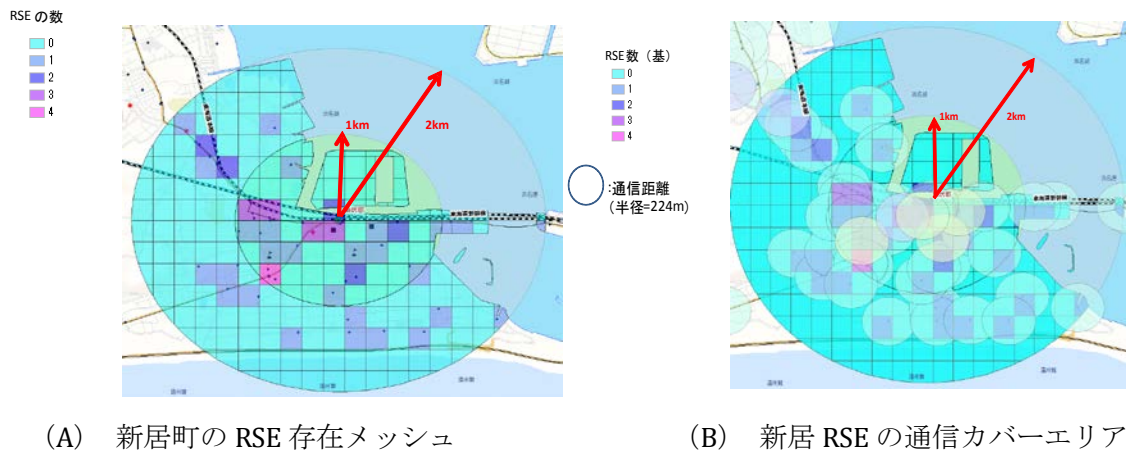 RSE の数
0
1
2
3
4
1km
2km
(A) 新居町の RSE 存在メッシュ
RSE 数（基）
0
1
2
3
4
:通信距離
(半径=224m)
1km
2km
(B) 新居 RSE の通信カバーエリア